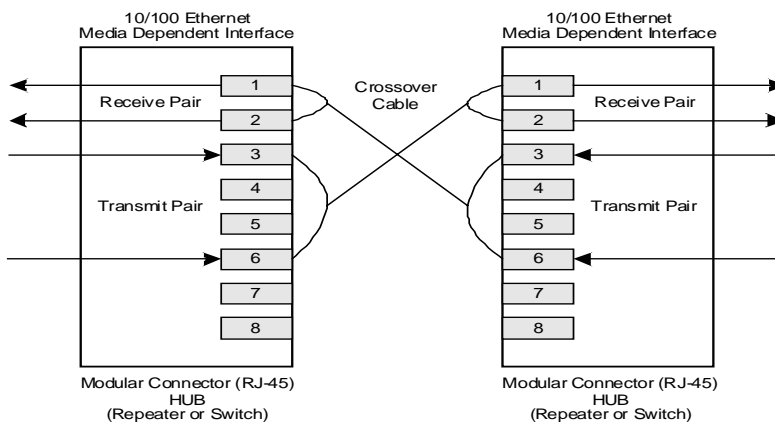 10/100 Ethernet
Media Dependent Interface
10/100 Ethernet
Media Dependent Interface
1
Receive Pair
2
3
4
Transmit Pair
5
6
7
8
Crossover
Cable
1
Receive Pair
2
3
4
Transmit Pair
5
6
7
8
Modular Connector (RJ-45)
HUB
(Repeater or Switch)
Modular Connector (RJ-45)
HUB
(Repeater or Switch)